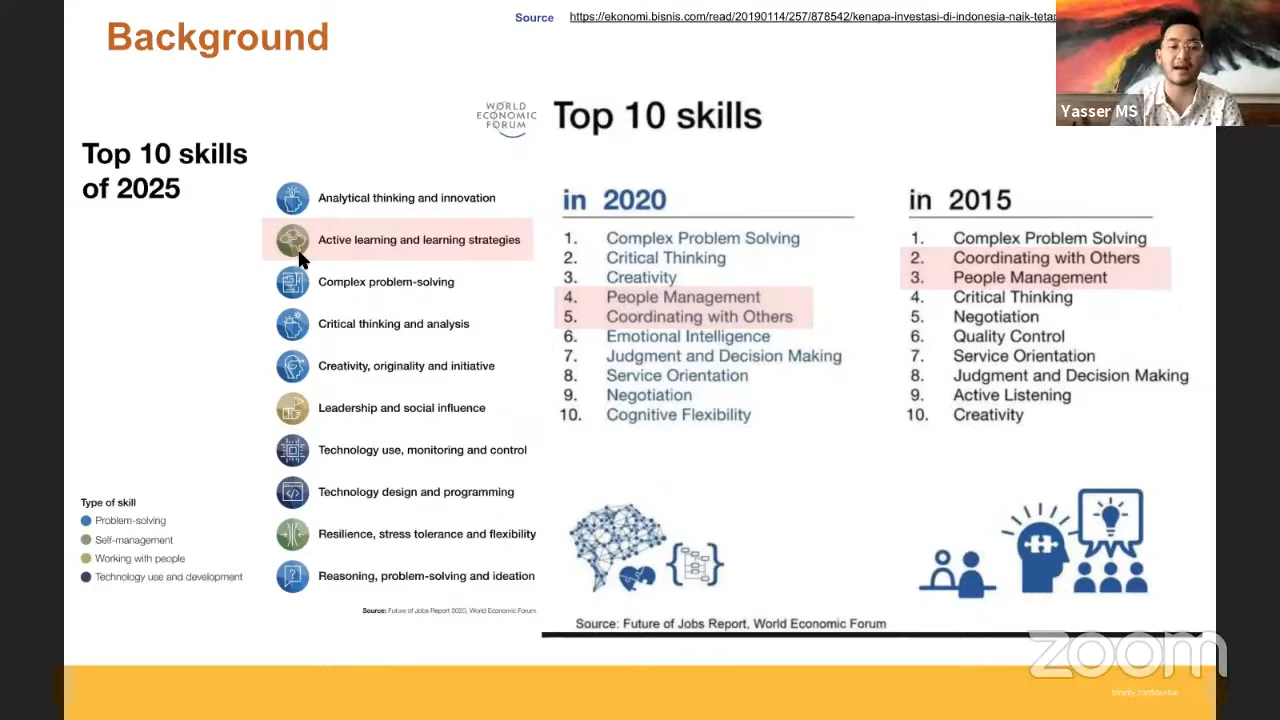 Background
Source https://ekonomi.bisnis.com/read/20190114/257/878542/kenapa-investasi-di-indonesia-naik-tetap
Yasser MS
Top 10 skills
of 2025
Analytical thinking and innovation
Active learning and learning strategies
Complex problem-solving
Critical thinking and analysis
Creativity, originality and initiative
Leadership and social influence
Technology use, monitoring and control
Technology design and programming
Resilience, stress tolerance and flexibility
Reasoning, problem-solving and ideation
Type of skill
Problem-solving
Self-management
Working with people
Technology use and development
Source: Future of Jobs Report 2020, World Economic Forum.
WORLD
ECONOMIC
FORUM
Top 10 skills
in 2020
1. Complex Problem Solving
2. Critical Thinking
3. Creativity
4. People Management
5. Coordinating with Others
6. Emotional Intelligence
7. Judgment and Decision Making
8. Service Orientation
9. Negotiation
10. Cognitive Flexibility
in 2015
1. Complex Problem Solving
2. Coordinating with Others
3. People Management
4. Critical Thinking
5. Negotiation
6. Quality Control
7. Service Orientation
8. Judgment and Decision Making
9. Active Listening
10. Creativity
Source: Future of Jobs Report, World Economic Forum
zoom
Strictly confidential